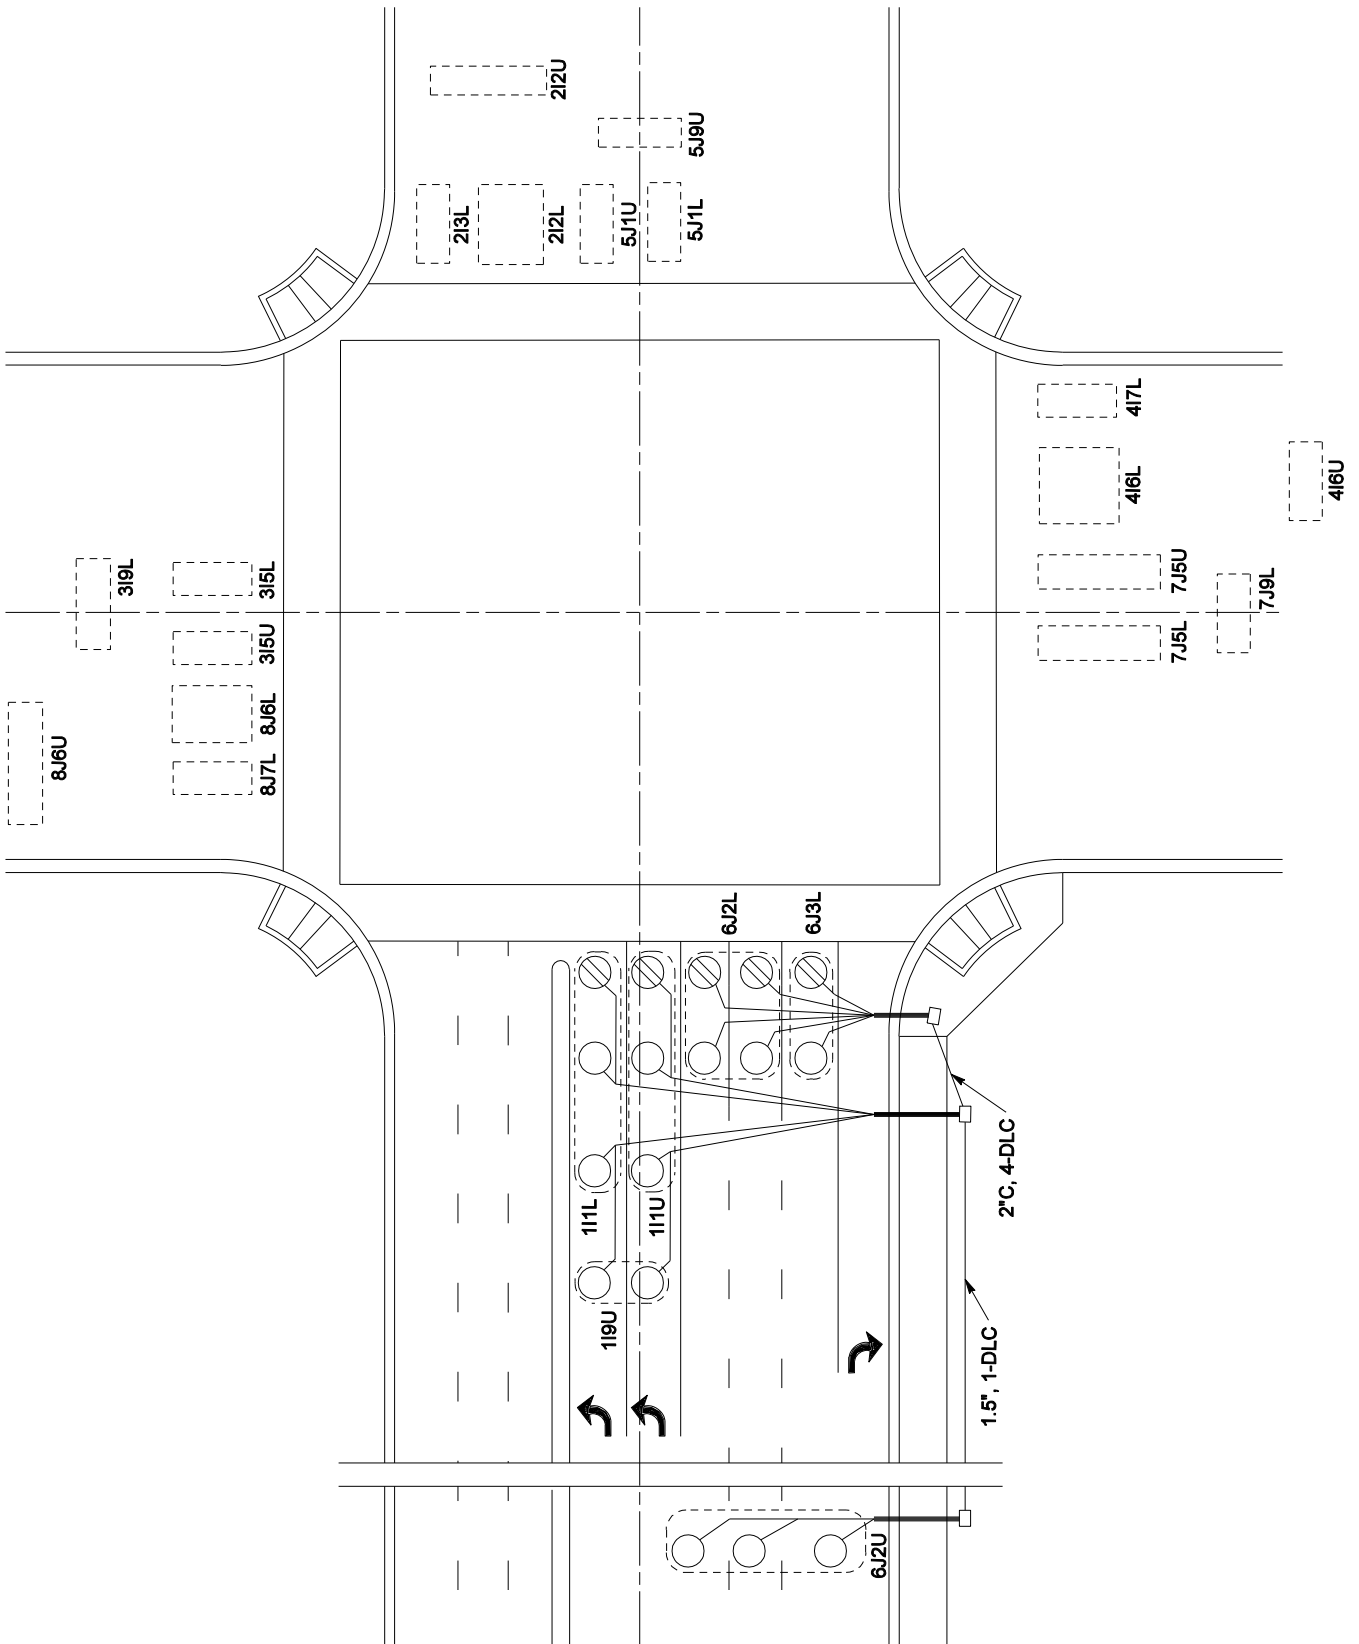 2I2U
5J9U
2I3L
2I2L
5J1U
5J1L
4I7L
4I6L
4I6U
3I9L
3I5L
7J5U
7J9L
3I5U
7J5L
8J6L
8J6U
8J7L
6J2L
6J3L
1I1L
1I1U
2"C, 4-DLC
1I9U
1.5", 1-DLC
6J2U